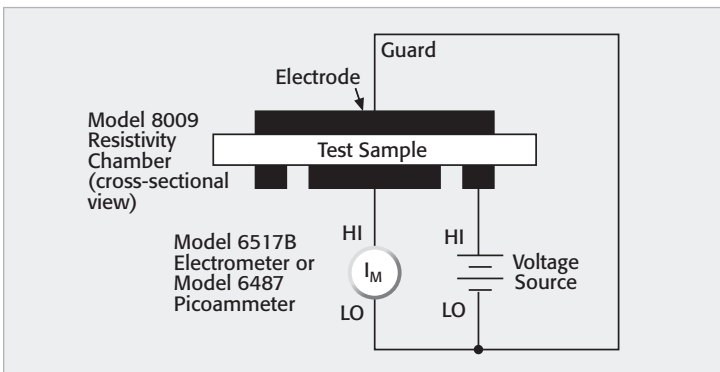 Guard
Electrode
Model 8009
Resistivity
Chamber
(cross-sectional
view)
Test Sample
Model 6517B
Electrometer or
Model 6487
Picoammeter
HI
I_M
LO
HI
Voltage
Source
LO